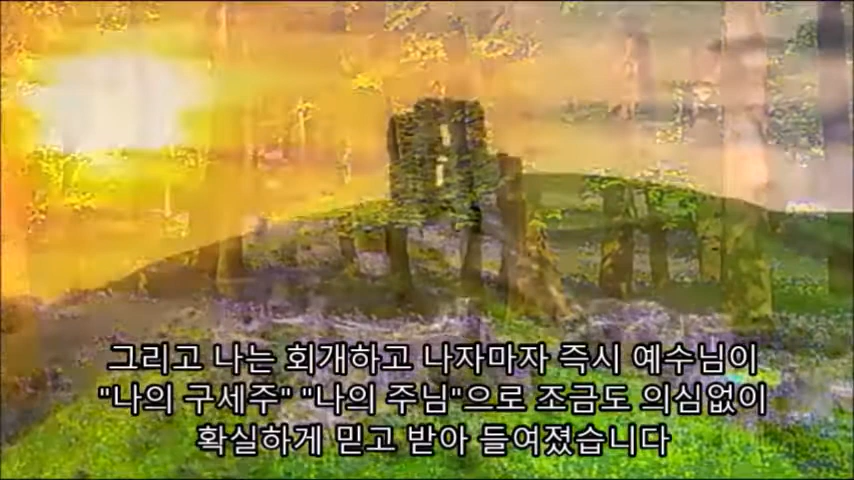 그리고 나는 회개하고 나자마자 즉시 예수님이
"나의 구세주" "나의 주님"으로 조금도 의심없이
확실하게 믿고 받아 들여졌습니다